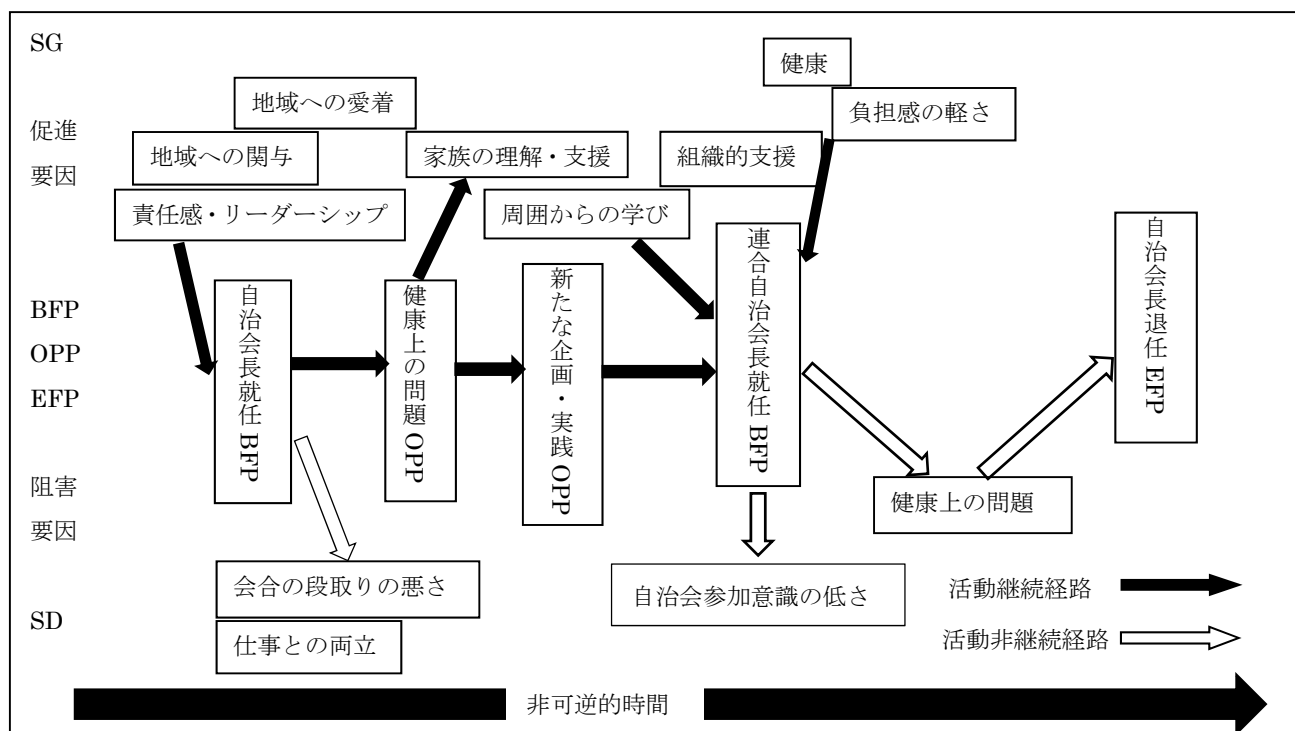 SG
健康
地域への愛着
負担感の軽さ
促進
要因
地域への関与
家族の理解・支援
組織的支援
責任感・リーダーシップ
周囲からの学び
BFP
OPP
EFP
自治会長就任 BFP
健康上の問題 OPP
新たな企画・実践 OPP
連合自治会長就任 BFP
自治会長退任 EFP
阻害
要因
健康上の問題
会合の段取りの悪さ
自治会参加意識の低さ
活動継続経路
SD
仕事との両立
活動非継続経路
非可逆的時間